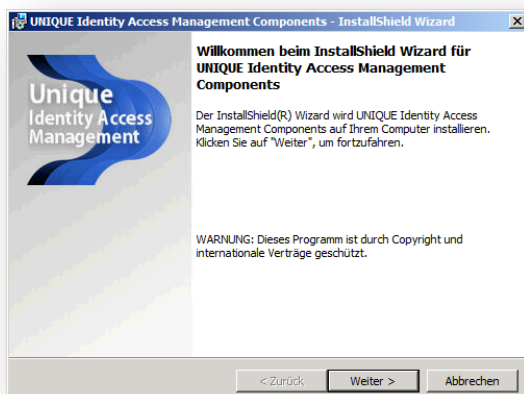 UNIQUE Identity Access Management Components - InstallShield Wizard
Willkommen beim InstallShield Wizard für
UNIQUE Identity Access Management
Components
Unique
Identity Access
Management
Der InstallShield(R) Wizard wird UNIQUE Identity Access
Management Components auf Ihrem Computer installieren.
Klicken Sie auf "Weiter", um fortzufahren.
WARNUNG: Dieses Programm ist durch Copyright und
internationale Verträge geschützt.
< Zurück
Weiter >
Abbrechen